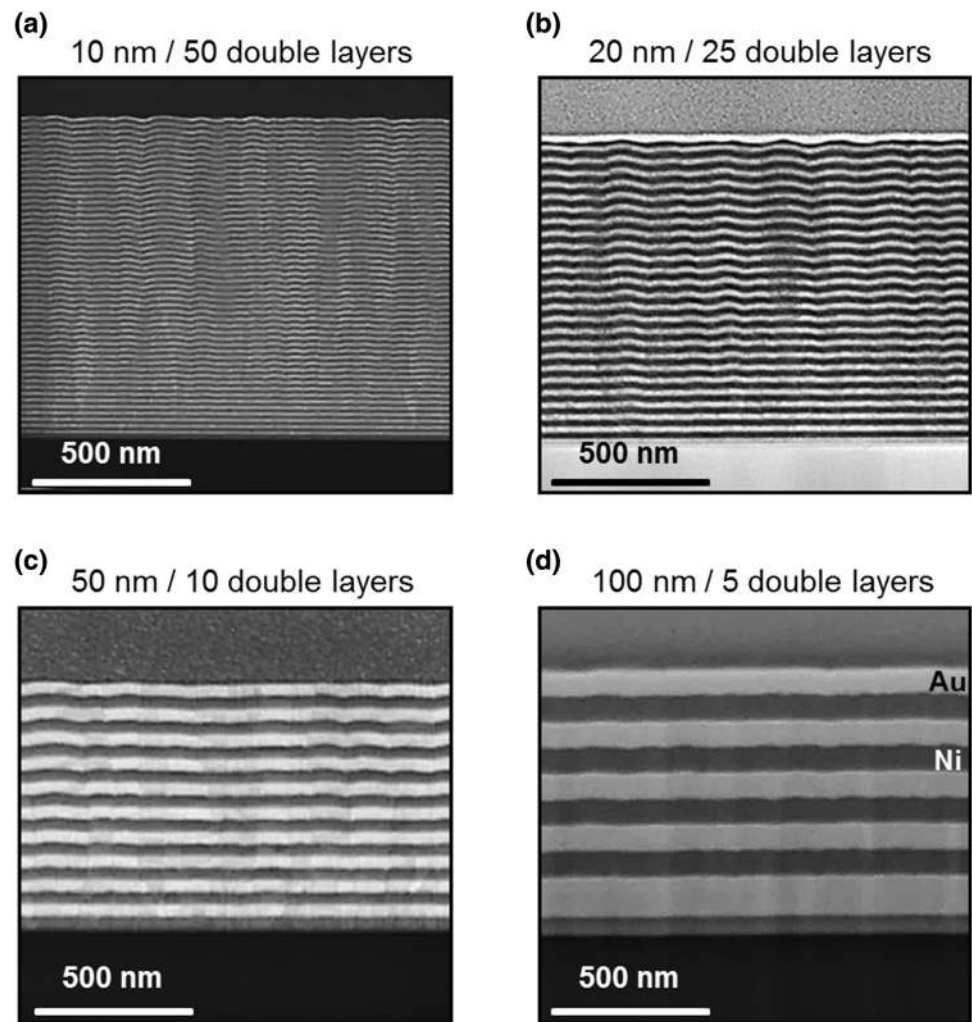 (a)
10 nm / 50 double layers
500 nm
(b)
20 nm / 25 double layers
500 nm
(c)
50 nm / 10 double layers
500 nm
(d)
100 nm / 5 double layers
Au
Ni
500 nm